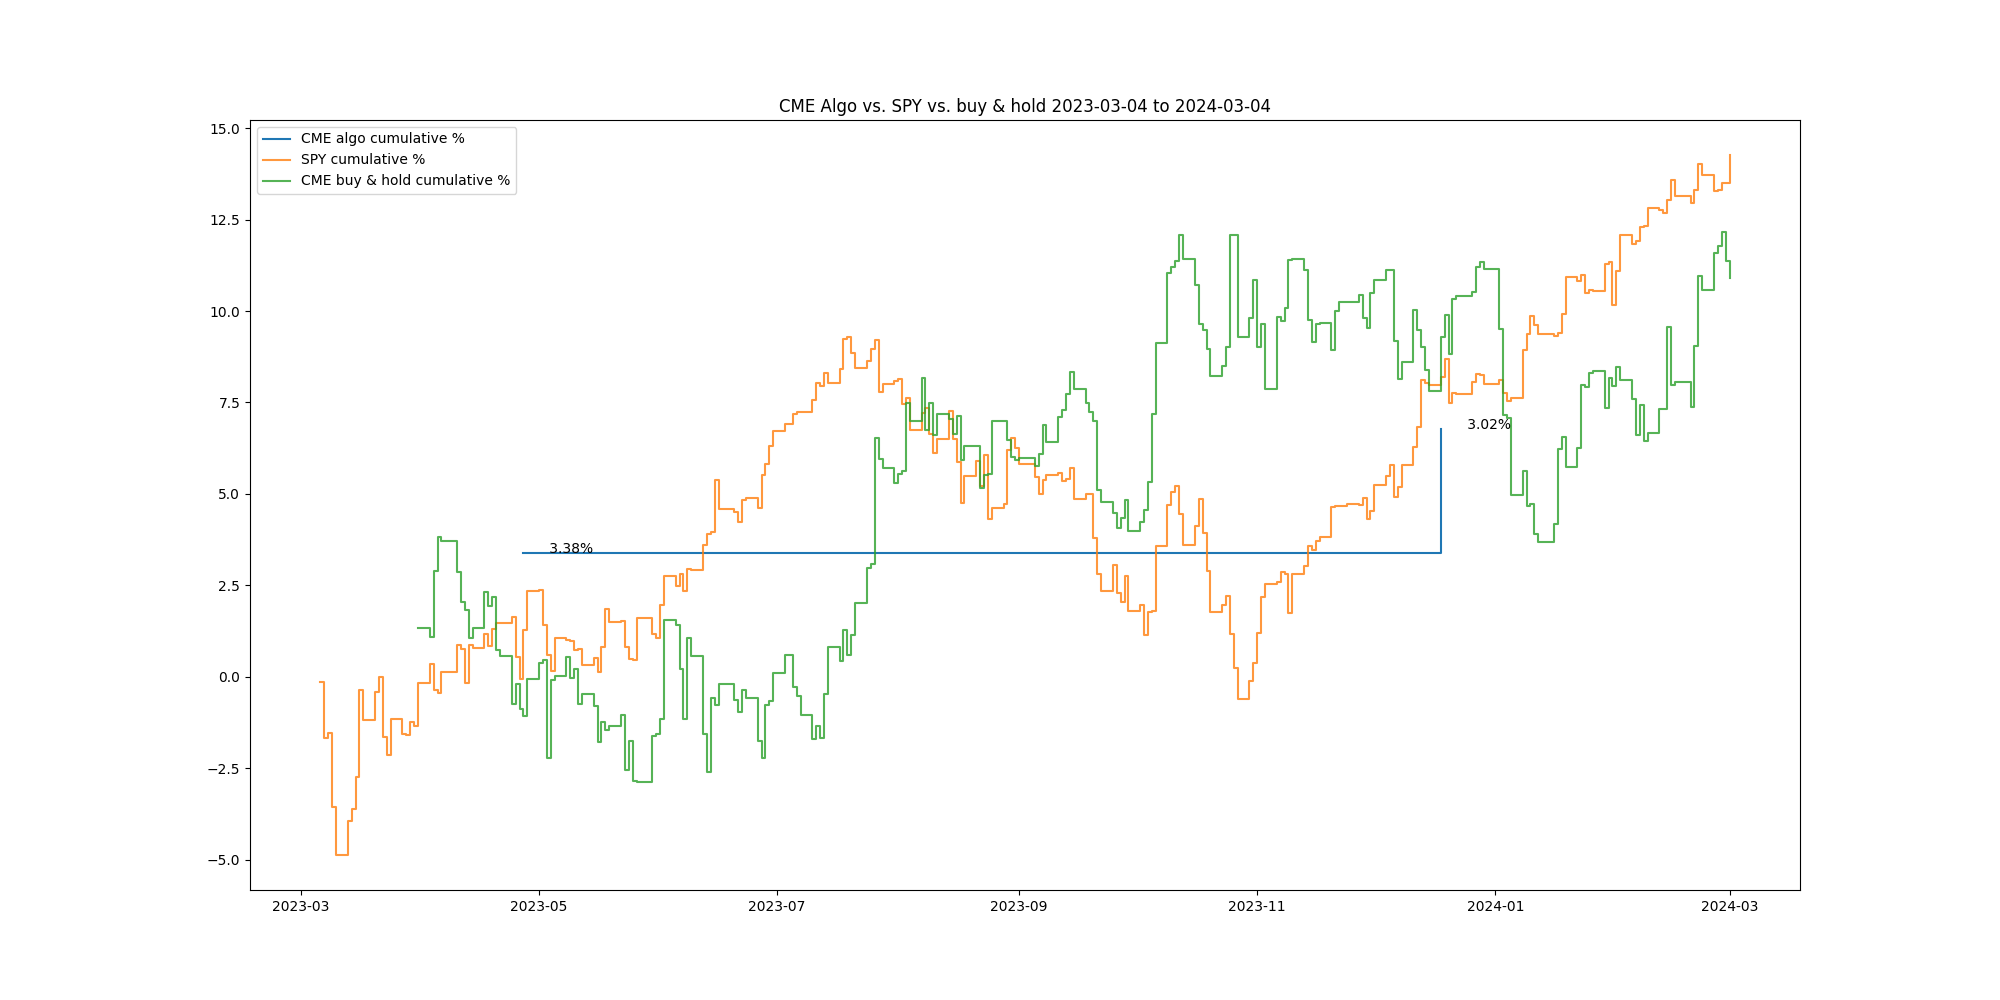 CME Algo vs. SPY vs. buy & hold 2023-03-04 to 2024-03-04
15.0
12.5
10.0
7.5
5.0
2.5
0.0
−2.5
−5.0
CME algo cumulative %
SPY cumulative %
CME buy & hold cumulative %
3.38%
3.02%
2023-03 2023-05 2023-07 2023-09 2023-11 2024-01 2024-03